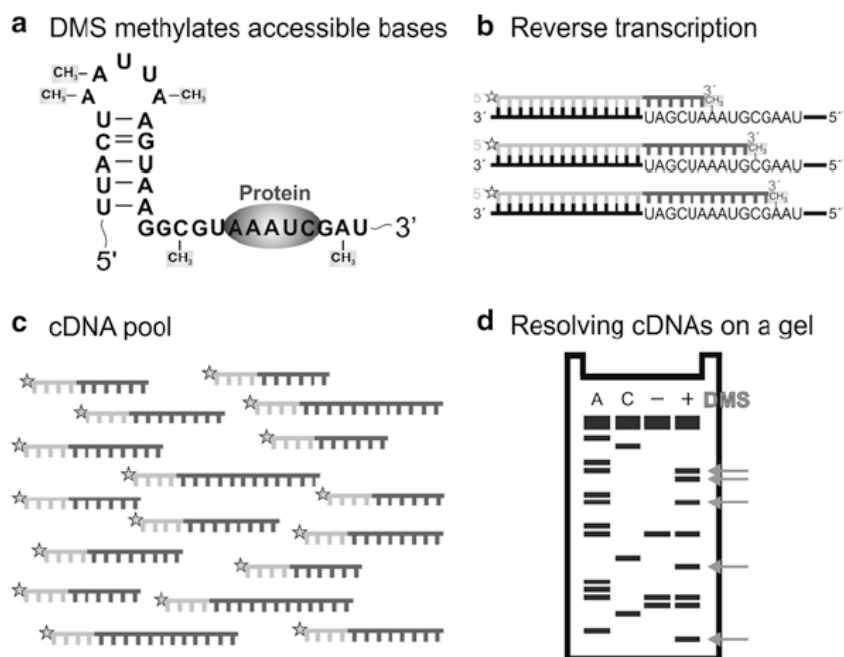 a DMS methylates accessible bases
U
CH₃ A U
CH₃ A A CH₃
U — A
C = G
A — U
U — A
U — A
Protein
GGCGUAAAUCGAU 3'
5'
CH₃ CH₃
b Reverse transcription
5´ 3´
CH₃
3´ UAGCUAAAUGCGAAU 5´
5´ 3´
CH₃
3´ UAGCUAAAUGCGAAU 5´
5´ 3´
CH₃
3´ UAGCUAAAUGCGAAU 5´
c cDNA pool
d Resolving cDNAs on a gel
A C – + DMS